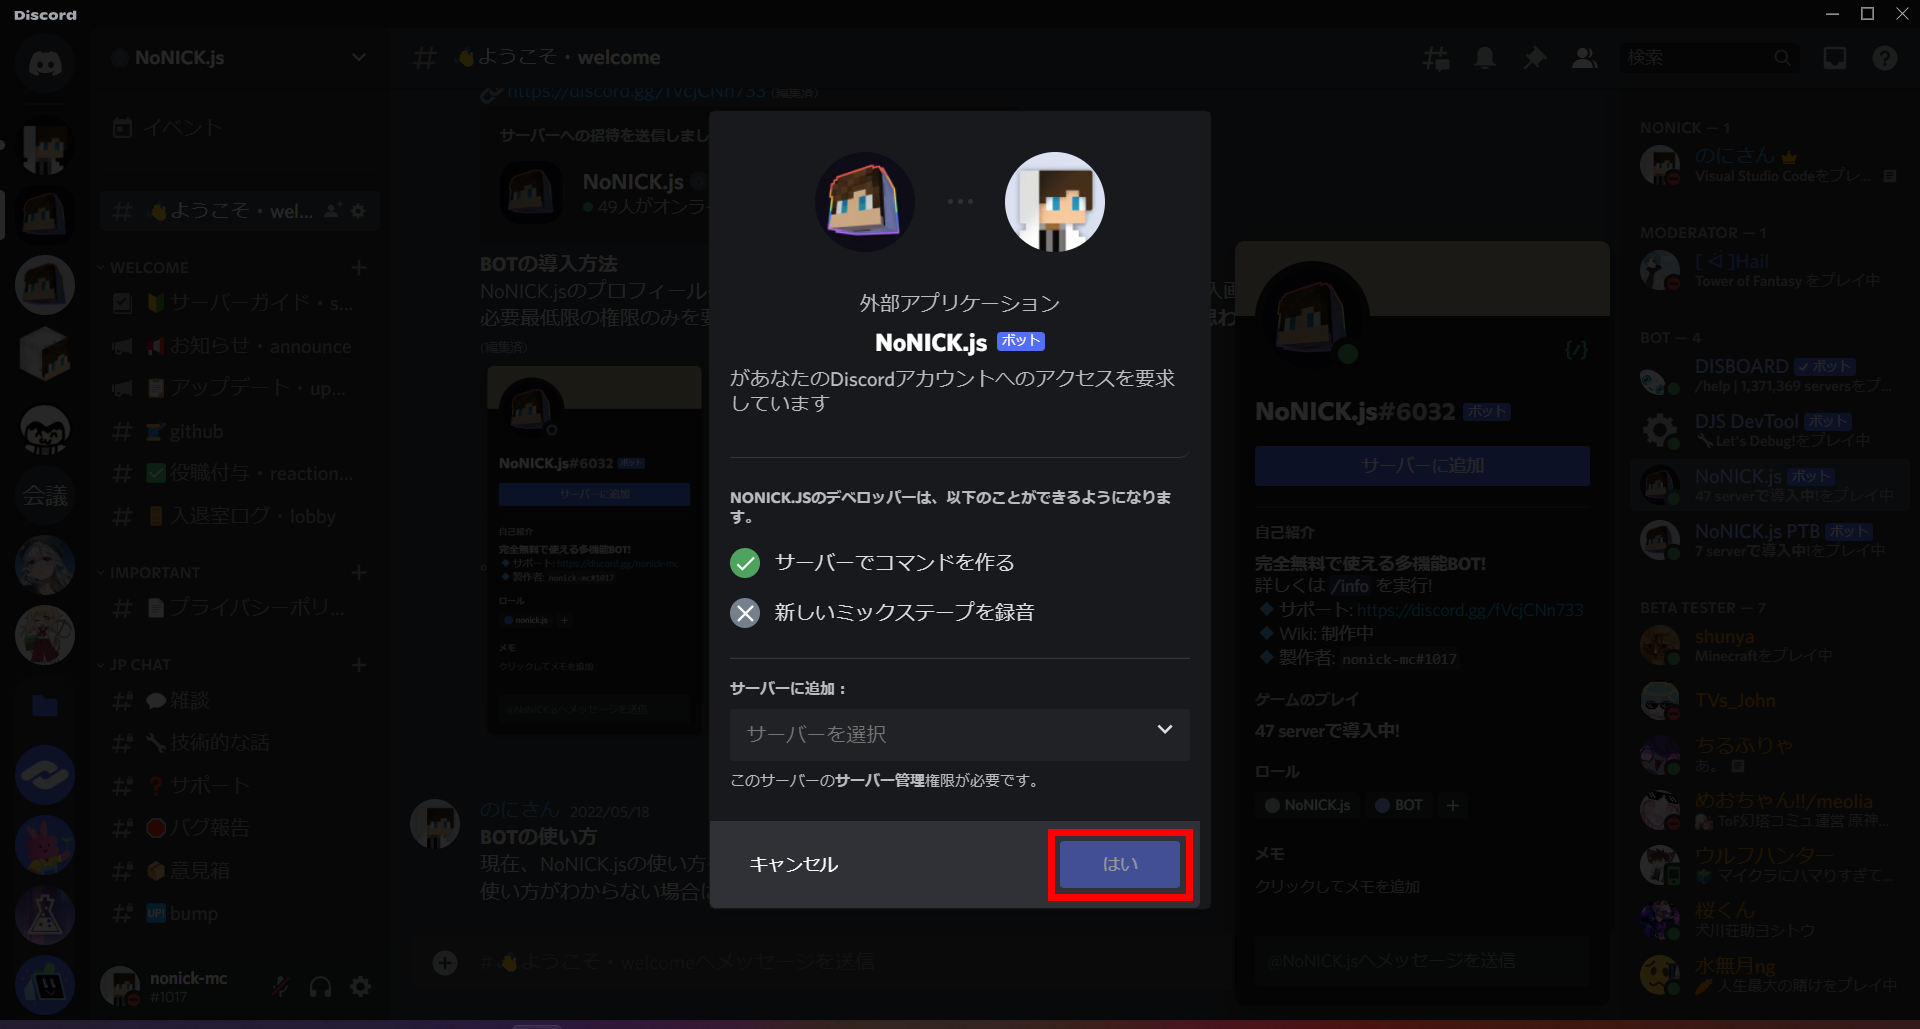 Discord
NoNICK.js
イベント
👋ようこそ・wel...
WELCOME
🔰サーバーガイド・s...
📢お知らせ・announce
📋アップデート・up...
github
✅役職付与・reaction...
🚪入退室ログ・lobby
IMPORTANT
📄プライバシーポリ...
JP CHAT
💬雑談
🔧技術的な話
❓サポート
🛑バグ報告
📦意見箱
🆙bump
会議
nonick-mc
#1017
👋ようこそ・welcome
検索
https://discord.gg/fVcjCNn733 (編集済)
サーバーへの招待を送信しまし
NoNICK.js
49人がオンラ
BOTの導入方法
NoNICK.jsのプロフィール
必要最低限の権限のみを要
(編集済)
NoNICK.js#6032 ボット
サーバーに追加
自己紹介
完全無料で使える多機能BOT!
サポート: https://discord.gg/nonick-mc
製作者: nonick-mc#1017
ロール
nonick.js +
メモ
クリックしてメモを追加
のにさん 2022/05/18
BOTの使い方
現在、NoNICK.jsの使い方
使い方がわからない場合は
# 👋ようこそ・welcomeへメッセージを送信
外部アプリケーション
NoNICK.js ボット
があなたのDiscordアカウントへのアクセスを要求
しています
NONICK.JSのデベロッパーは、以下のことができるようになりま
す。
サーバーでコマンドを作る
新しいミックステープを録音
サーバーに追加：
サーバーを選択
このサーバーのサーバー管理権限が必要です。
キャンセル
はい
NoNICK.js#6032 ボット
サーバーに追加
自己紹介
完全無料で使える多機能BOT!
詳しくは /info を実行!
サポート: https://discord.gg/fVcjCNn733
Wiki: 制作中
製作者: nonick-mc#1017
ゲームのプレイ
47 serverで導入中!
ロール
NoNICK.js BOT +
メモ
クリックしてメモを追加
@NoNICK.jsへメッセージを送信
NONICK — 1
のにさん
Visual Studio Codeをプレ...
MODERATOR — 1
Hail
Tower of Fantasy をプレイ中
BOT — 4
DISBOARD ✓ボット
/help | 1,371,369 serversをプ...
DJS DevTool ボット
🔧Let's Debug!をプレイ中
NoNICK.js ボット
47 serverで導入中!をプレイ中
NoNICK.js PTB ボット
7 serverで導入中!をプレイ中
BETA TESTER — 7
shunya
Minecraftをプレイ中
TVs_John
ちるふりゃ
あ。
めおちゃん!!/meolia
ToF幻塔コミュ運営 原神...
ウルフハンター
マイクラにハマりすぎて...
桜くん
犬川荘助ヨシトウ
水無月ng
人生最大の賭けをプレイ中